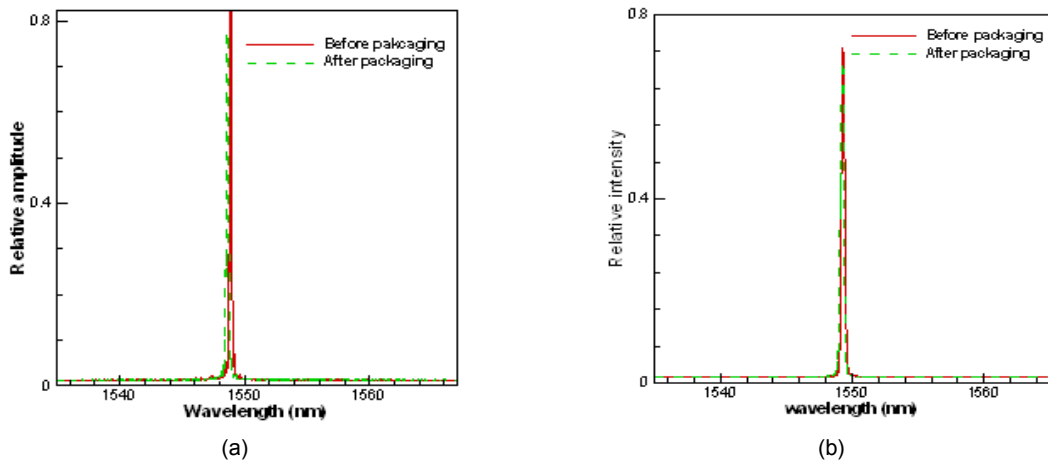 0.8
Before pakcaging
After packaging
Relative amplitude
0.4
0
1540
1550
1560
Wavelength (nm)
(a)
0.8
Before packaging
After packaging
Relative intensity
0.4
0
1540
1550
1560
wavelength (nm)
(b)